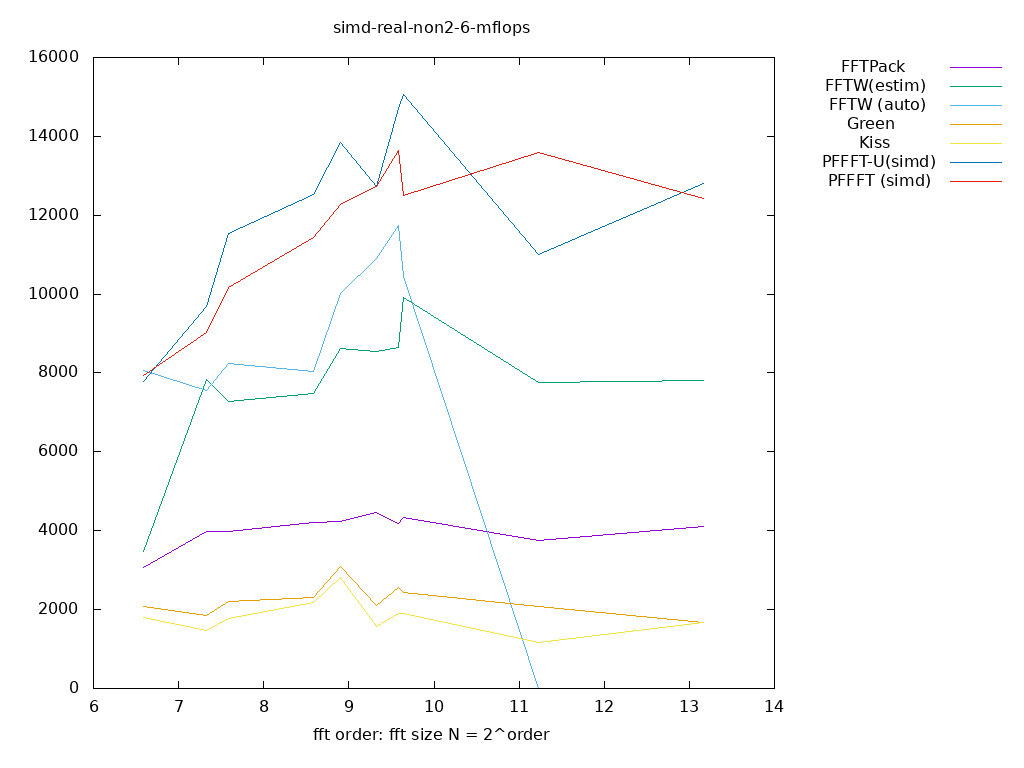 simd-real-non2-6-mflops
16000
14000
12000
10000
8000
6000
4000
2000
0
6 7 8 9 10 11 12 13 14
fft order: fft size N = 2^order
FFTPack
FFTW(estim)
FFTW (auto)
Green
Kiss
PFFFT-U(simd)
PFFFT (simd)